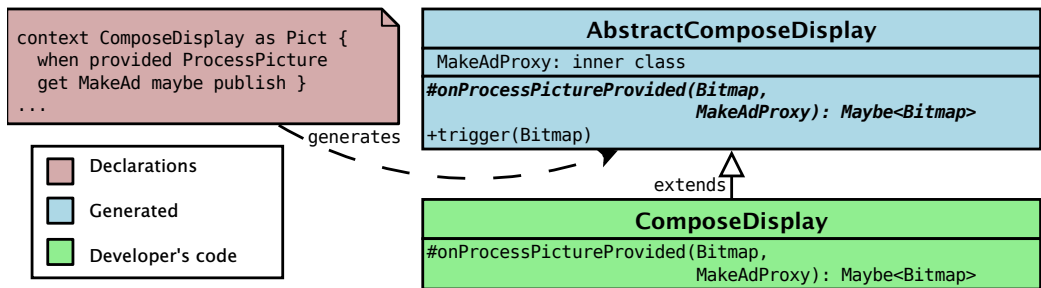 context ComposeDisplay as Pict {
when provided ProcessPicture
get MakeAd maybe publish }
...
generates
Declarations
Generated
Developer's code
AbstractComposeDisplay
MakeAdProxy: inner class
#onProcessPictureProvided(Bitmap,
MakeAdProxy): Maybe<Bitmap>
+trigger(Bitmap)
extends
ComposeDisplay
#onProcessPictureProvided(Bitmap,
MakeAdProxy): Maybe<Bitmap>